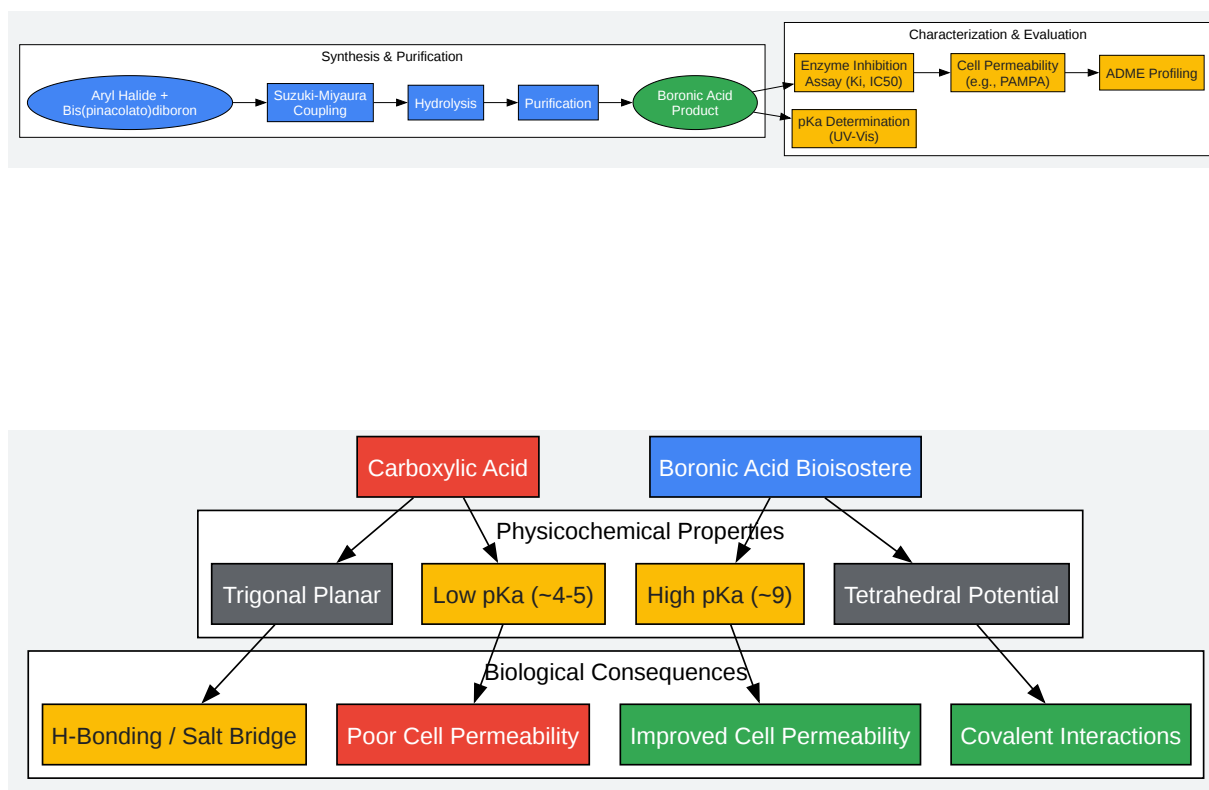 Synthesis & Purification
Aryl Halide +
Bis(pinacolato)diboron
Suzuki-Miyaura
Coupling
Hydrolysis
Purification
Boronic Acid
Product
Characterization & Evaluation
Enzyme Inhibition
Assay (Ki, IC50)
Cell Permeability
(e.g., PAMPA)
ADME Profiling
pKa Determination
(UV-Vis)
Carboxylic Acid
Boronic Acid Bioisostere
Physicochemical Properties
Trigonal Planar
Low pKa (~4-5)
High pKa (~9)
Tetrahedral Potential
Biological Consequences
H-Bonding / Salt Bridge
Poor Cell Permeability
Improved Cell Permeability
Covalent Interactions